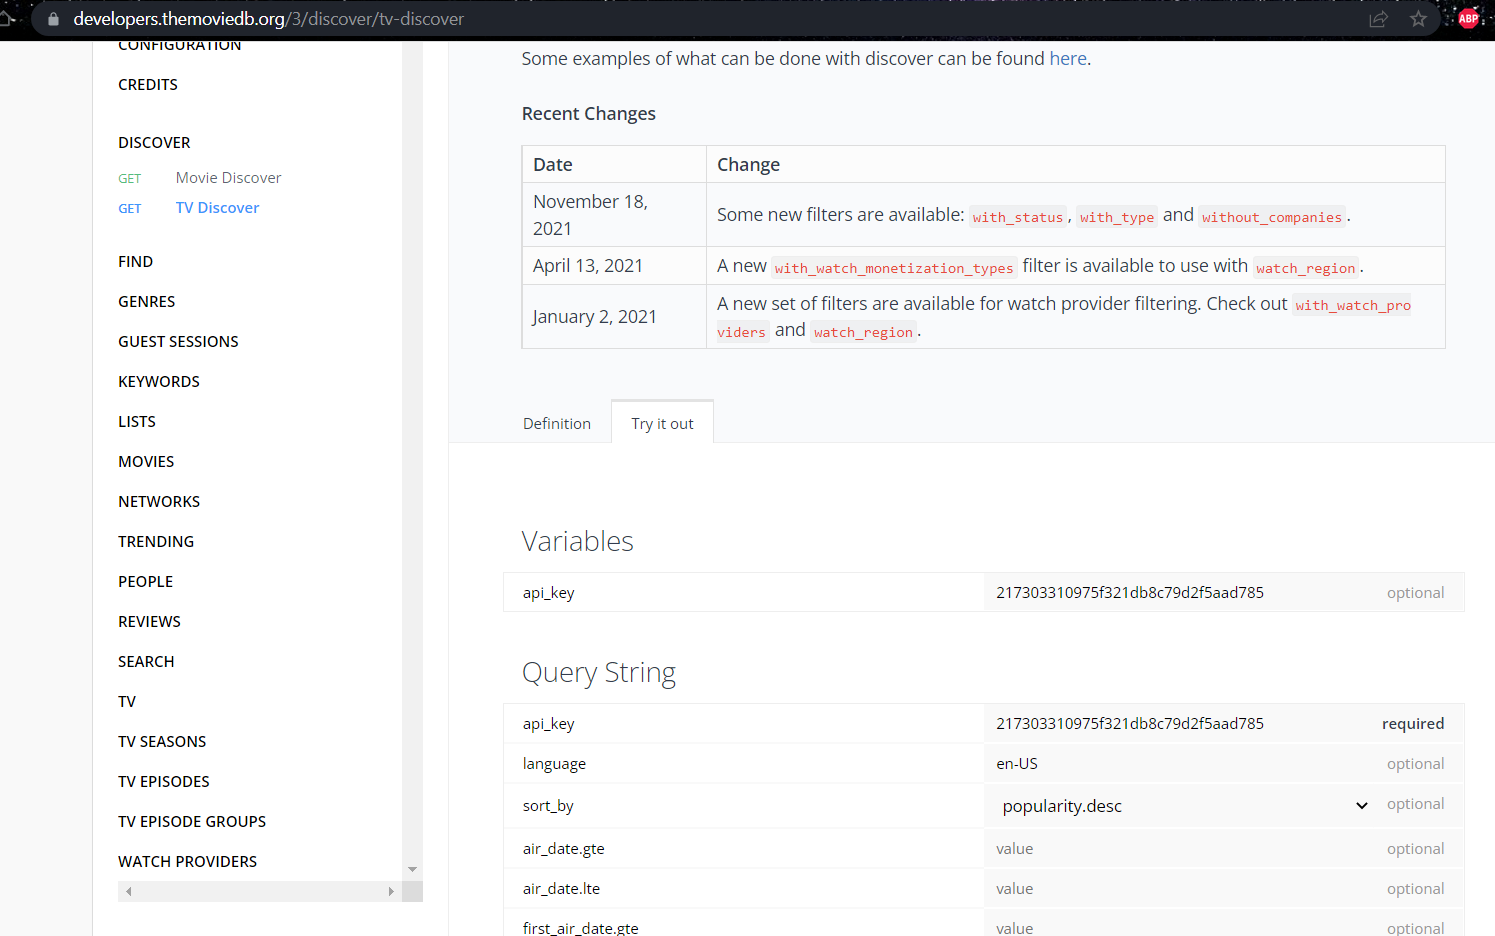 developers.themoviedb.org/3/discover/tv-discover
ABP
CONFIGURATION
CREDITS
DISCOVER
GET Movie Discover
GET TV Discover
FIND
GENRES
GUEST SESSIONS
KEYWORDS
LISTS
MOVIES
NETWORKS
TRENDING
PEOPLE
REVIEWS
SEARCH
TV
TV SEASONS
TV EPISODES
TV EPISODE GROUPS
WATCH PROVIDERS
Some examples of what can be done with discover can be found here.
Recent Changes
Date Change
November 18,
2021
Some new filters are available: with_status, with_type and without_companies.
April 13, 2021 A new with_watch_monetization_types filter is available to use with watch_region.
January 2, 2021
A new set of filters are available for watch provider filtering. Check out with_watch_pro
viders and watch_region.
Definition Try it out
Variables
api_key 217303310975f321db8c79d2f5aad785 optional
Query String
api_key 217303310975f321db8c79d2f5aad785 required
language en-US optional
sort_by popularity.desc optional
air_date.gte value optional
air_date.lte value optional
first_air_date.gte value optional